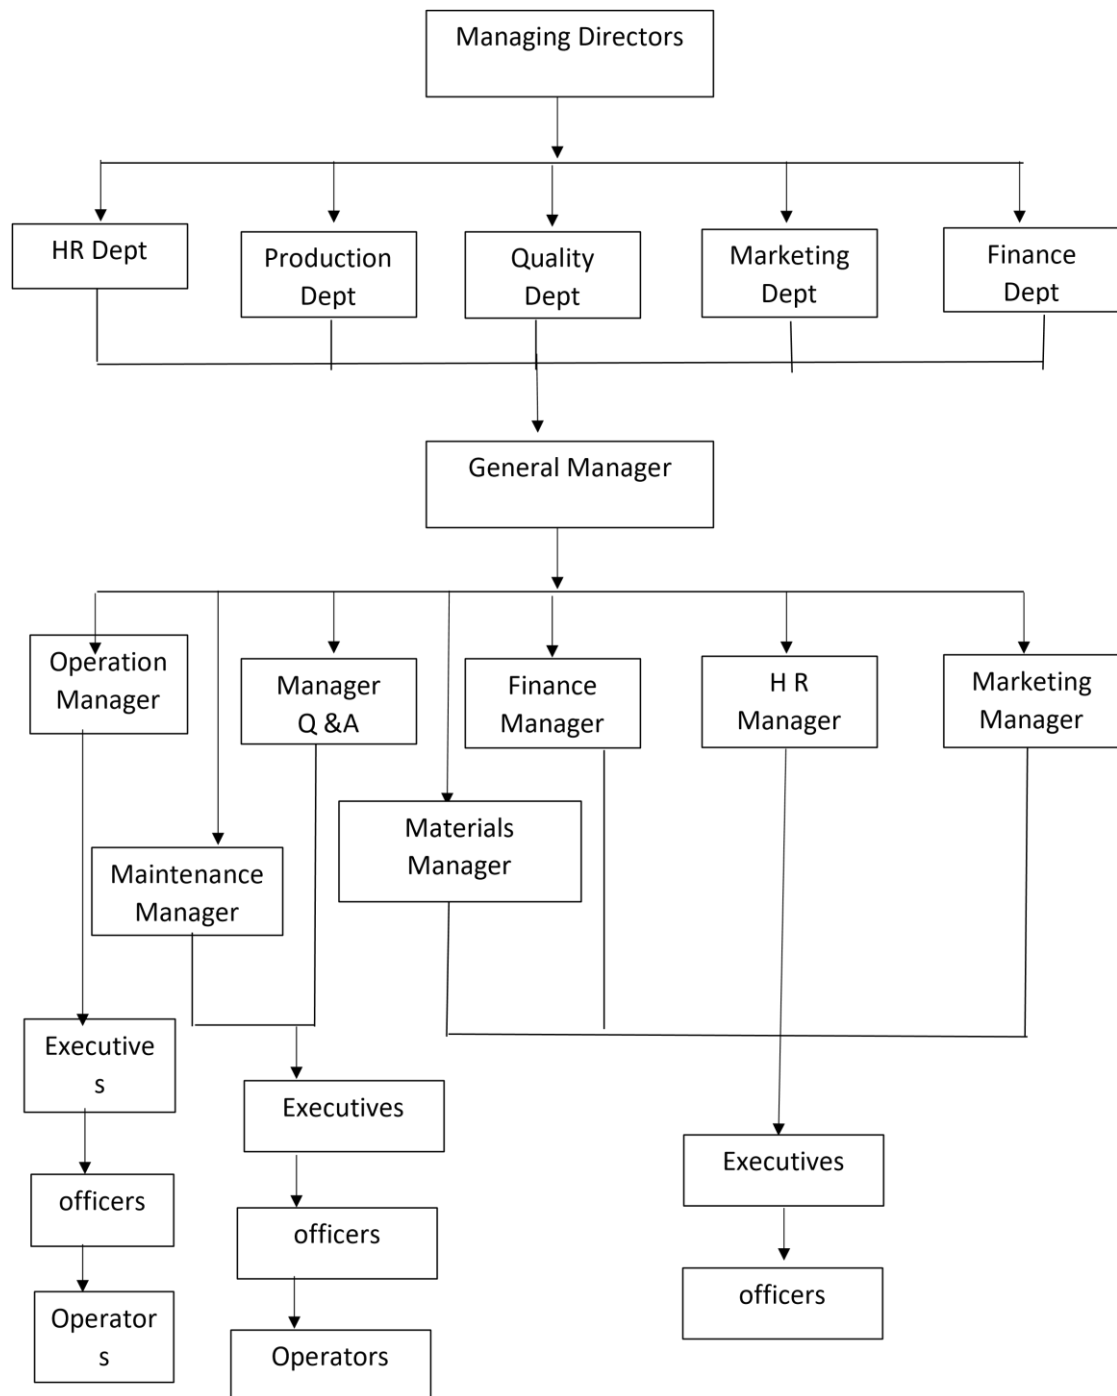 Managing Directors
HR Dept
Production
Dept
Quality
Dept
Marketing
Dept
Finance
Dept
General Manager
Operation
Manager
Manager
Q &A
Finance
Manager
H R
Manager
Marketing
Manager
Materials
Manager
Maintenance
Manager
Executive
s
Executives
Executives
officers
officers
officers
Operator
s
Operators